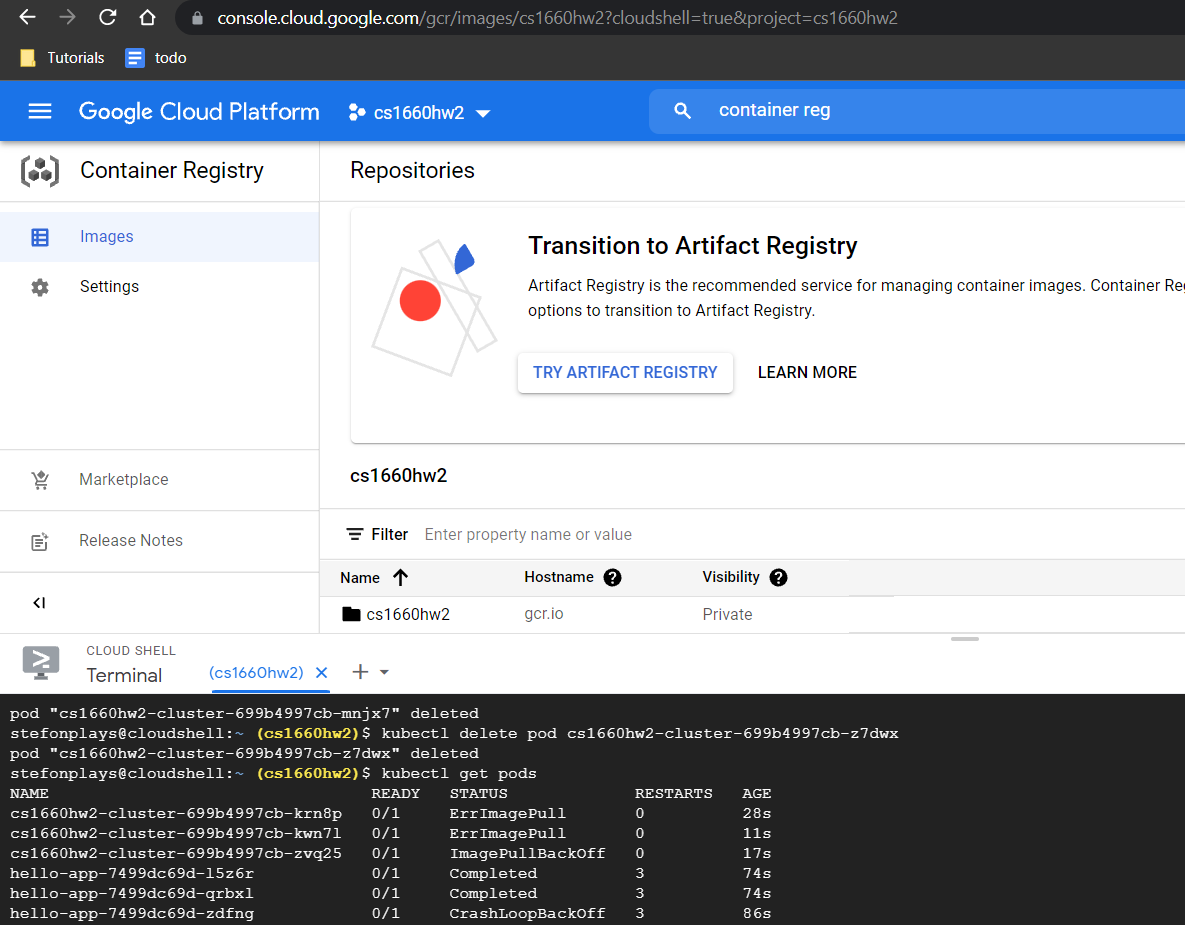 console.cloud.google.com/gcr/images/cs1660hw2?cloudshell=true&project=cs1660hw2
Tutorials todo
Google Cloud Platform cs1660hw2 container reg
Container Registry
Repositories
Images
Settings
Marketplace
Release Notes
Transition to Artifact Registry
Artifact Registry is the recommended service for managing container images. Container Reg
options to transition to Artifact Registry.
TRY ARTIFACT REGISTRY LEARN MORE
cs1660hw2
Filter Enter property name or value
Name Hostname Visibility
cs1660hw2 gcr.io Private
CLOUD SHELL
Terminal (cs1660hw2)
pod "cs1660hw2-cluster-699b4997cb-mnjx7" deleted
stefonplays@cloudshell:~ (cs1660hw2)$ kubectl delete pod cs1660hw2-cluster-699b4997cb-z7dwx
pod "cs1660hw2-cluster-699b4997cb-z7dwx" deleted
stefonplays@cloudshell:~ (cs1660hw2)$ kubectl get pods
NAME READY STATUS RESTARTS AGE
cs1660hw2-cluster-699b4997cb-krn8p 0/1 ErrImagePull 0 28s
cs1660hw2-cluster-699b4997cb-kwn7l 0/1 ErrImagePull 0 11s
cs1660hw2-cluster-699b4997cb-zvq25 0/1 ImagePullBackOff 0 17s
hello-app-7499dc69d-l5z6r 0/1 Completed 3 74s
hello-app-7499dc69d-qrbxl 0/1 Completed 3 74s
hello-app-7499dc69d-zdfng 0/1 CrashLoopBackOff 3 86s